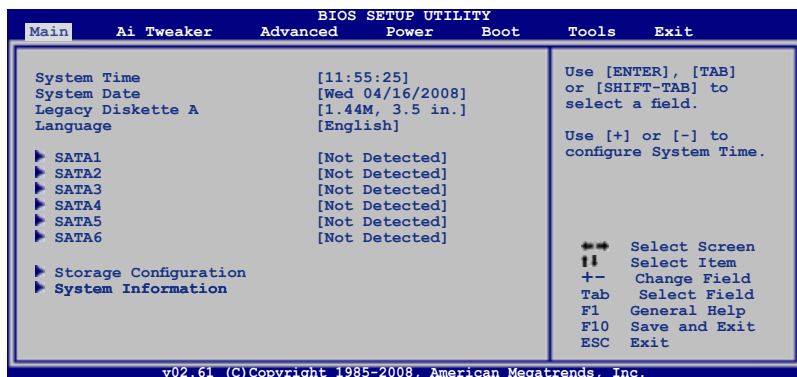 BIOS SETUP UTILITY
Main Ai Tweaker Advanced Power Boot Tools Exit
System Time [11:55:25]
System Date [Wed 04/16/2008]
Legacy Diskette A [1.44M, 3.5 in.]
Language [English]
SATA1 [Not Detected]
SATA2 [Not Detected]
SATA3 [Not Detected]
SATA4 [Not Detected]
SATA5 [Not Detected]
SATA6 [Not Detected]
Storage Configuration
System Information
Use [ENTER], [TAB]
or [SHIFT-TAB] to
select a field.
Use [+] or [-] to
configure System Time.
←→ Select Screen
↑↓ Select Item
+- Change Field
Tab Select Field
F1 General Help
F10 Save and Exit
ESC Exit
v02.61 (C)Copyright 1985-2008, American Megatrends, Inc.